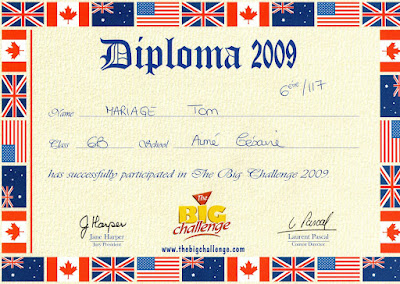 Diploma 2009
6ème/117
Name MARIAGE Tom
Class 6B School Aimé Césaire
has successfully participated in The Big Challenge 2009
The
BIG
challenge
J Harper
L Pascal
Jane Harper
Laurent Pascal
Jury President
Contest Director
www.thebigchallenge.com